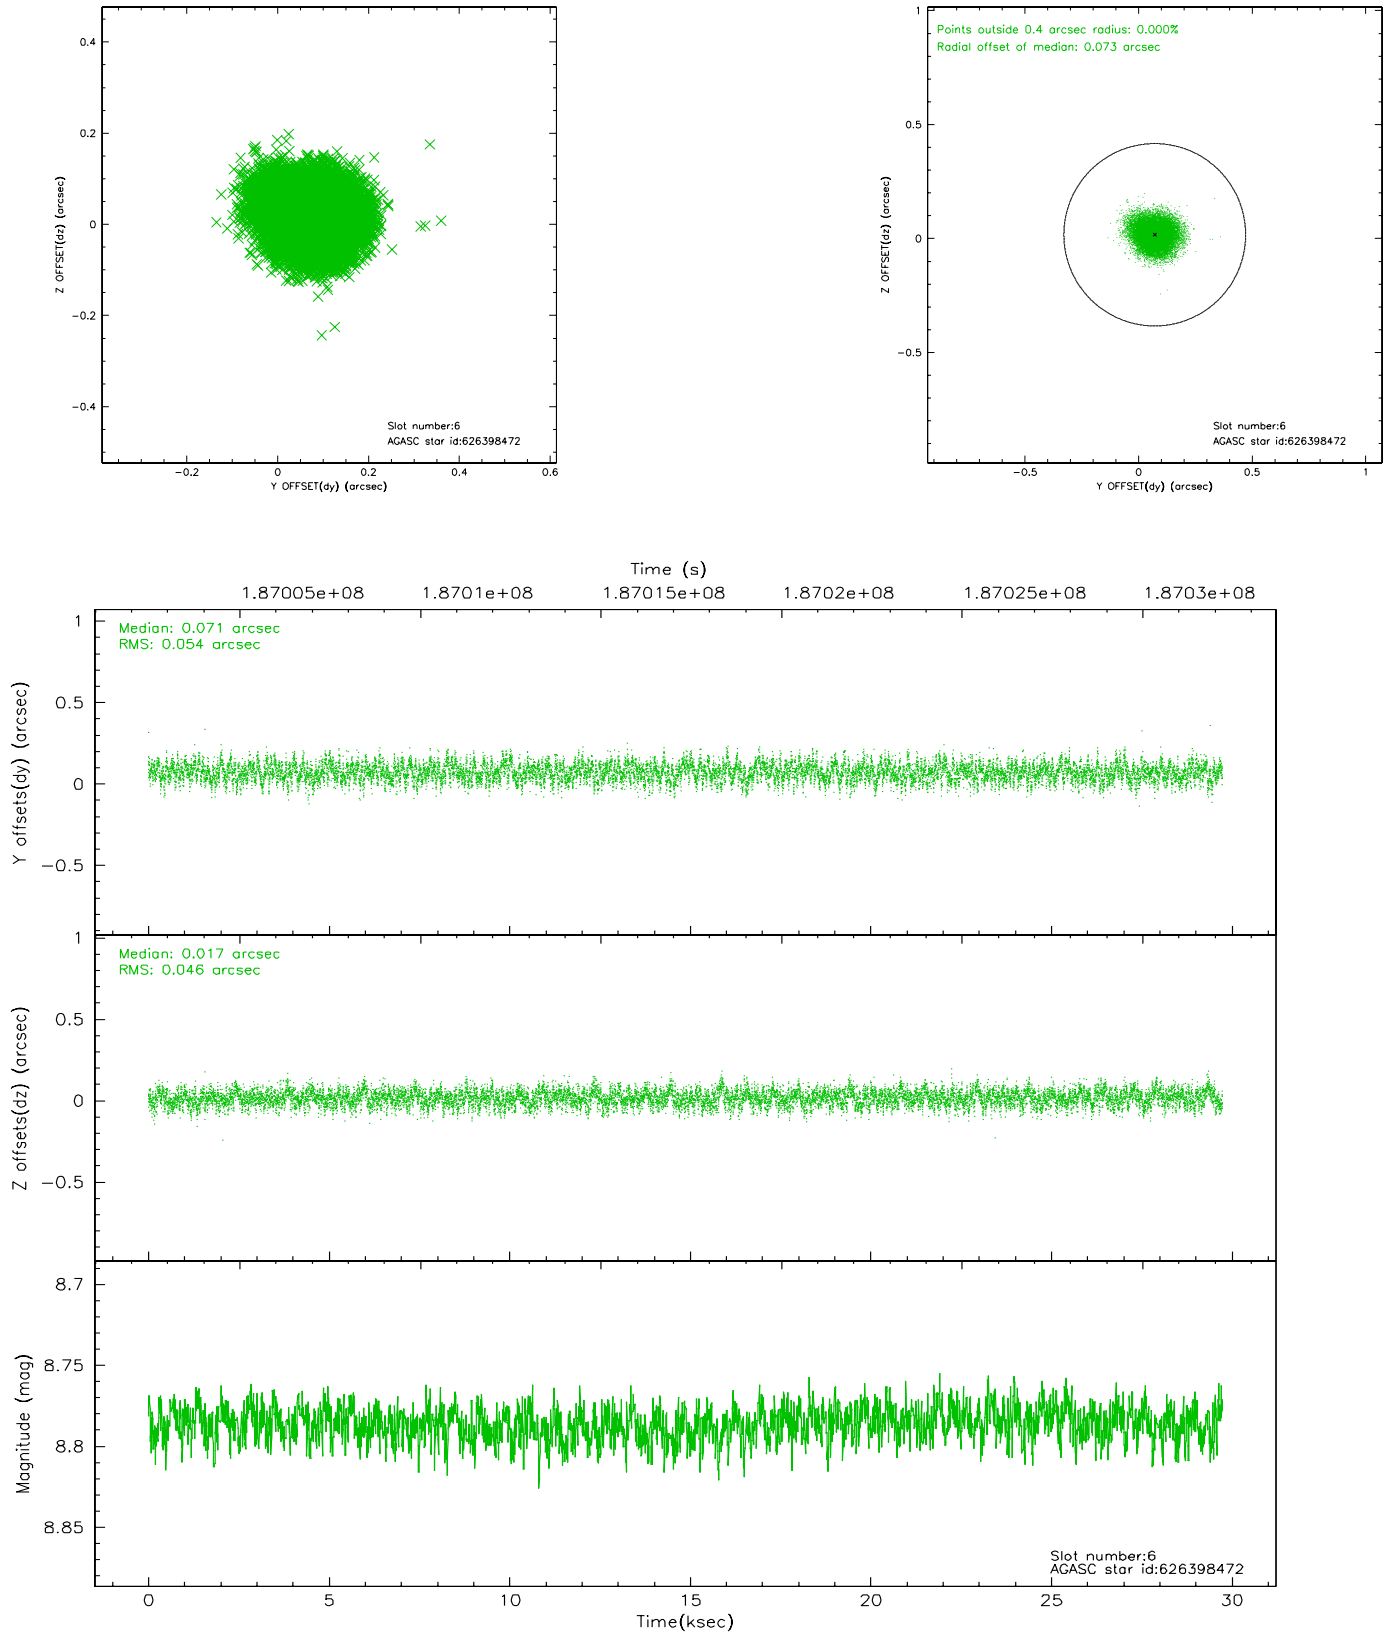 0.4
0.2
0
−0.2
−0.4
Z OFFSET(dz) (arcsec)
Slot number:6
AGASC star id:626398472
−0.2 0 0.2 0.4 0.6
Y OFFSET(dy) (arcsec)
Points outside 0.4 arcsec radius: 0.000%
Radial offset of median: 0.073 arcsec
1
0.5
0
−0.5
Z OFFSET(dz) (arcsec)
Slot number:6
AGASC star id:626398472
−0.5 0 0.5 1
Y OFFSET(dy) (arcsec)
Time (s)
1.87005e+08 1.8701e+08 1.87015e+08 1.8702e+08 1.87025e+08 1.8703e+08
Median: 0.071 arcsec
RMS: 0.054 arcsec
1
0.5
0
−0.5
Y offsets(dy) (arcsec)
Median: 0.017 arcsec
RMS: 0.046 arcsec
1
0.5
0
−0.5
Z offsets(dz) (arcsec)
8.7
8.75
8.8
8.85
Magnitude (mag)
Slot number:6
AGASC star id:626398472
0 5 10 15 20 25 30
Time(ksec)